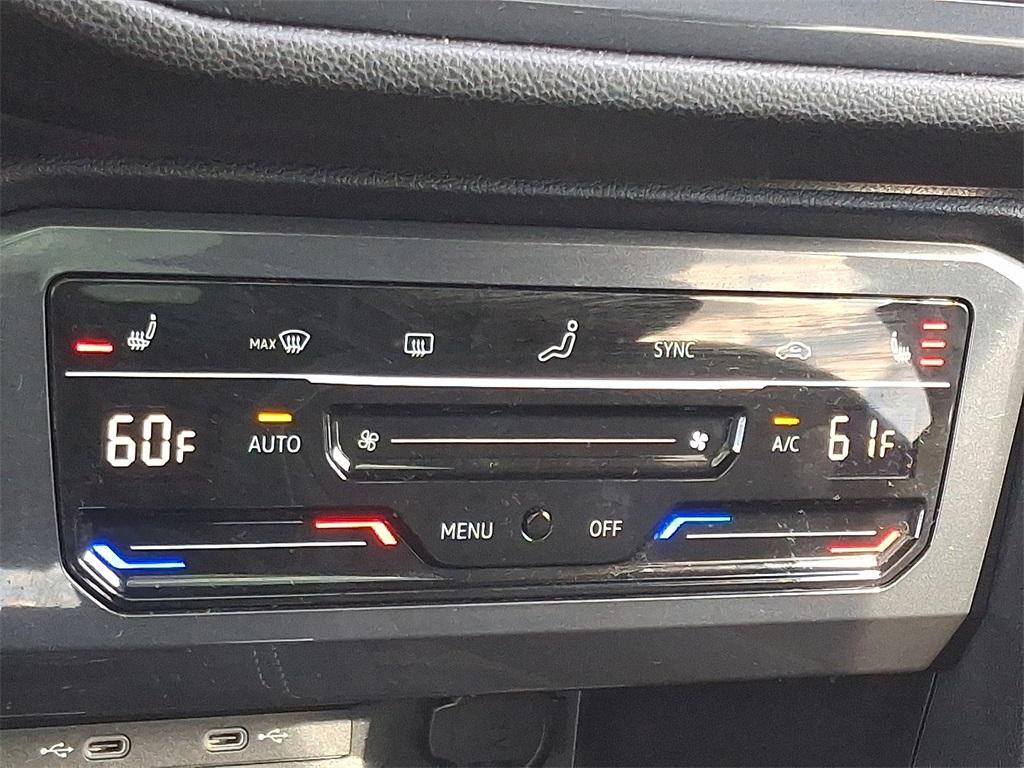 MAX SYNC
60F AUTO A/C 61F
MENU OFF